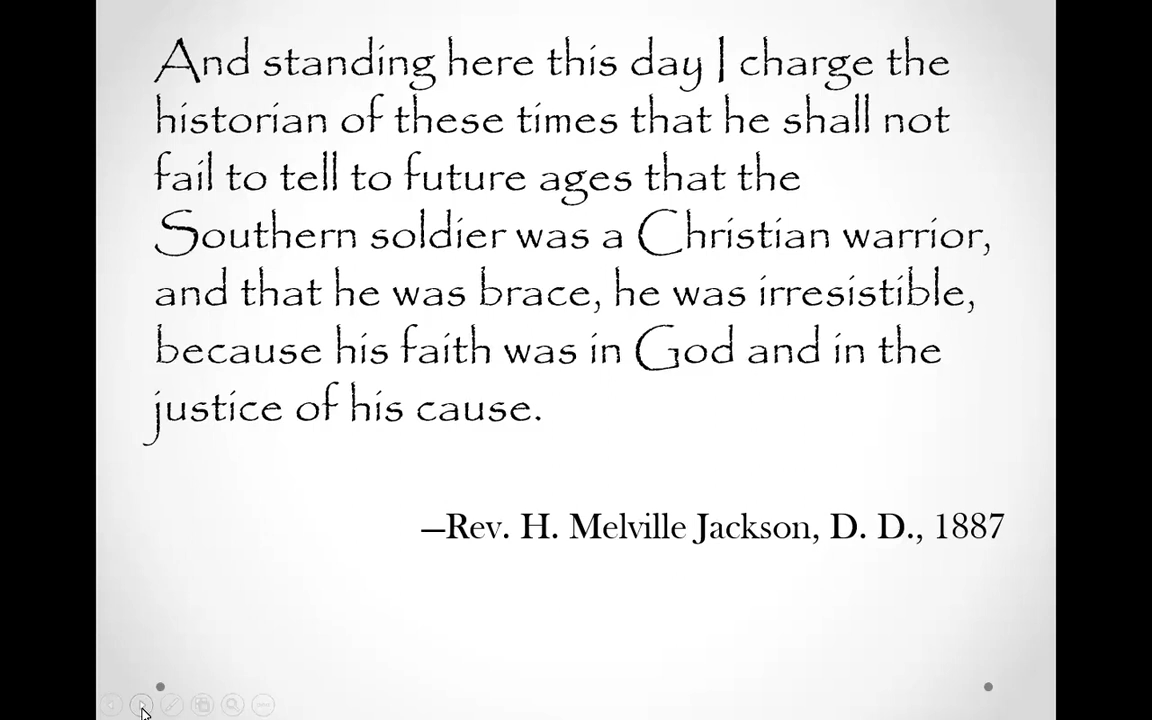 And standing here this day I charge the
historian of these times that he shall not
fail to tell to future ages that the
Southern soldier was a Christian warrior,
and that he was brace, he was irresistible,
because his faith was in God and in the
justice of his cause.
—Rev. H. Melville Jackson, D. D., 1887